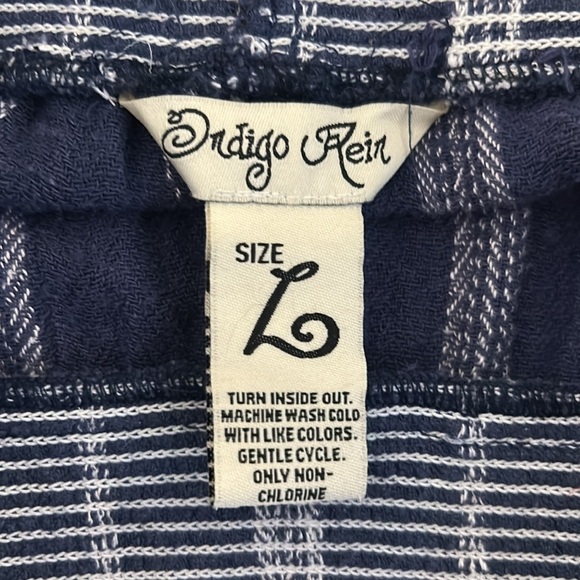 Indigo Rein
SIZE
L
TURN INSIDE OUT.
MACHINE WASH COLD
WITH LIKE COLORS.
GENTLE CYCLE.
ONLY NON-
CHLORINE